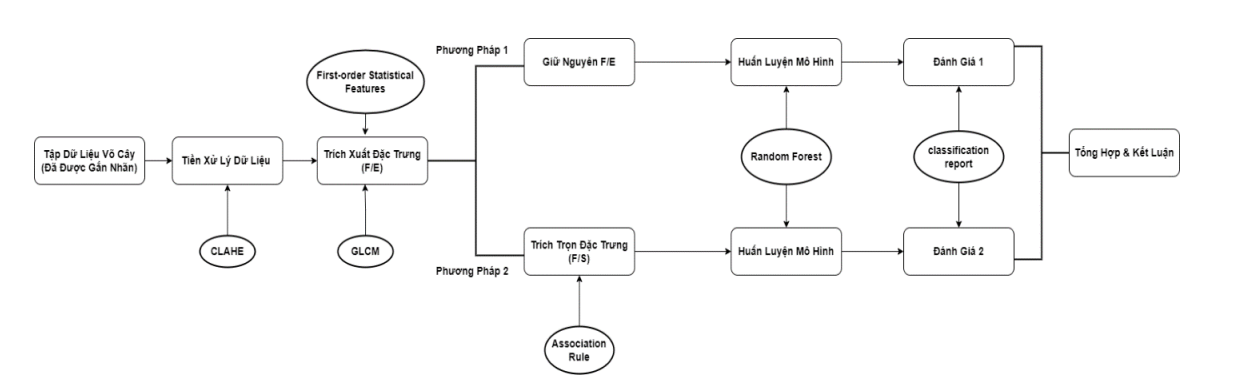 Phương Pháp 1
Giữ Nguyên F/E
Huấn Luyện Mô Hình
Đánh Giá 1
First-order Statistical
Features
Tập Dữ Liệu Vỏ Cây
(Đã Được Gắn Nhãn)
Tiền Xử Lý Dữ Liệu
Trích Xuất Đặc Trưng
(F/E)
Random Forest
classification
report
Tổng Hợp & Kết Luận
CLAHE
GLCM
Phương Pháp 2
Trích Trọn Đặc Trưng
(F/S)
Huấn Luyện Mô Hình
Đánh Giá 2
Association
Rule